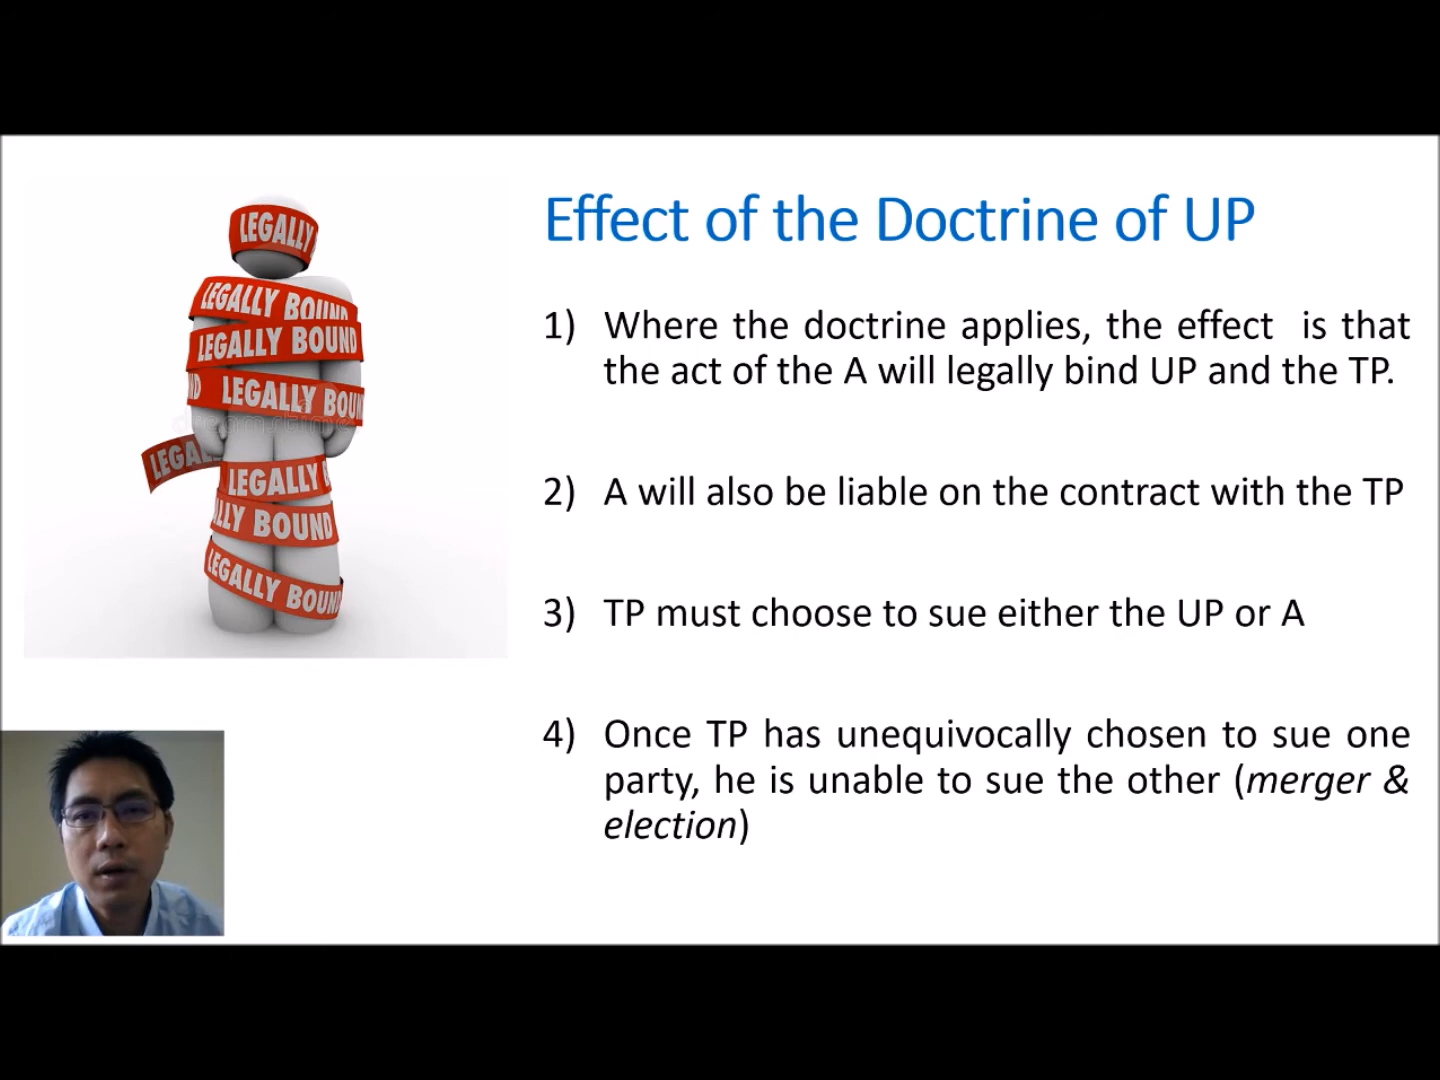 Effect of the Doctrine of UP
1) Where the doctrine applies, the effect is that
the act of the A will legally bind UP and the TP.
2) A will also be liable on the contract with the TP
3) TP must choose to sue either the UP or A
4) Once TP has unequivocally chosen to sue one
party, he is unable to sue the other (merger &
election)
LEGALLY
LEGALLY BOUND
LEGALLY BOUND
ND LEGALLY BOUN
dreamstime
LEGAL
LEGALLY B
LLY BOUND
LEGALLY BOUND